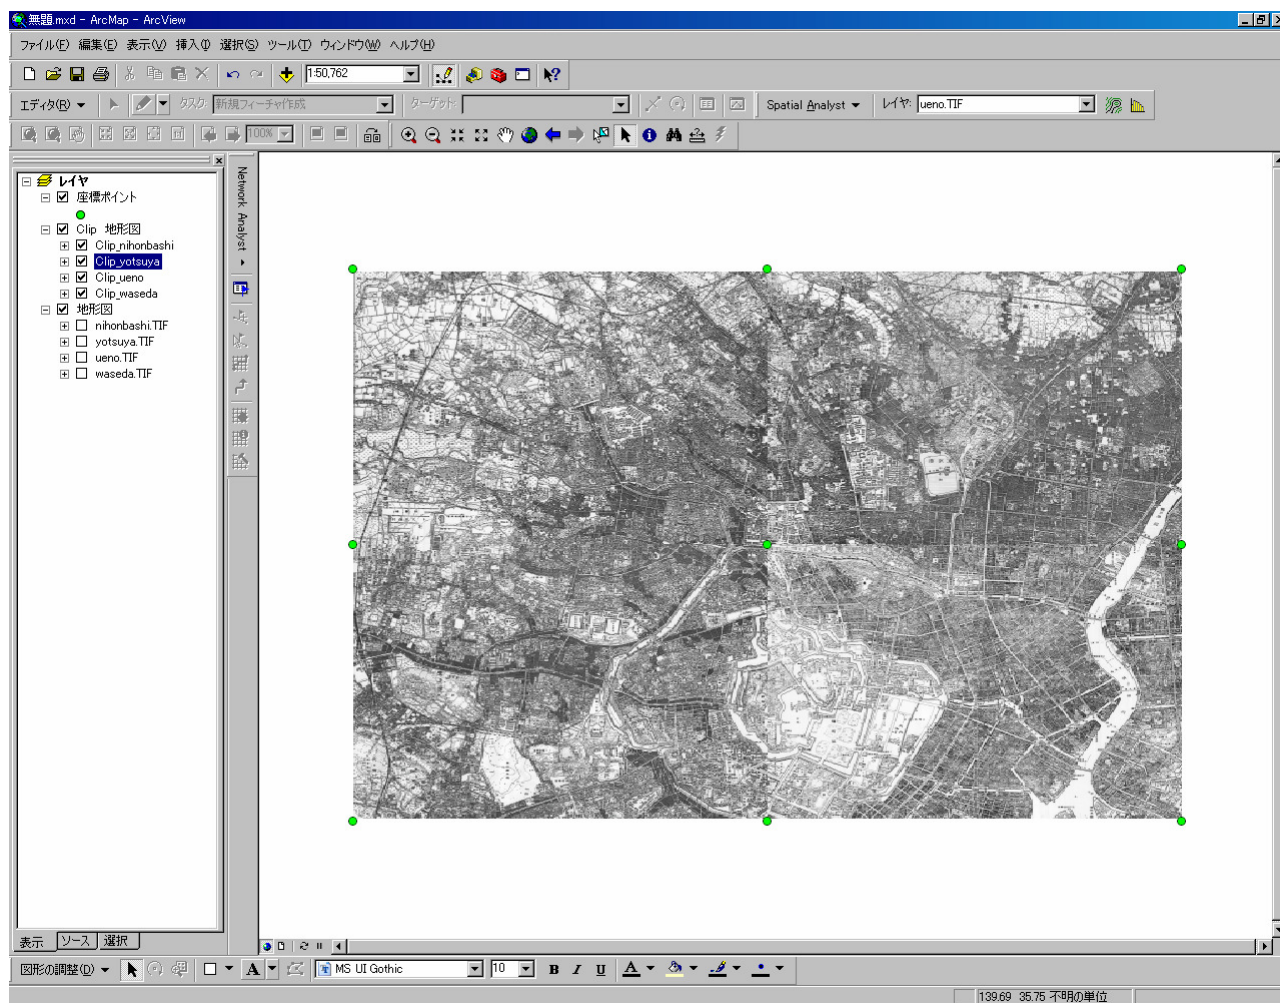 無題.mxd - ArcMap - ArcView
ファイル(F) 編集(E) 表示(V) 挿入(I) 選択(S) ツール(T) ウィンドウ(W) ヘルプ(H)
1:50,762
エディタ(R) タスク: 新規フィーチャ作成 ターゲット: Spatial Analyst レイヤ: ueno.TIF
100%
レイヤ
座標ポイント
Clip 地形図
Clip_nihonbashi
Clip_yotsuya
Clip_ueno
Clip_waseda
地形図
nihonbashi.TIF
yotsuya.TIF
ueno.TIF
waseda.TIF
Network Analyst
表示 ソース 選択
図形の調整(D) A MS UI Gothic 10 B I U A
139.69 35.75 不明の単位